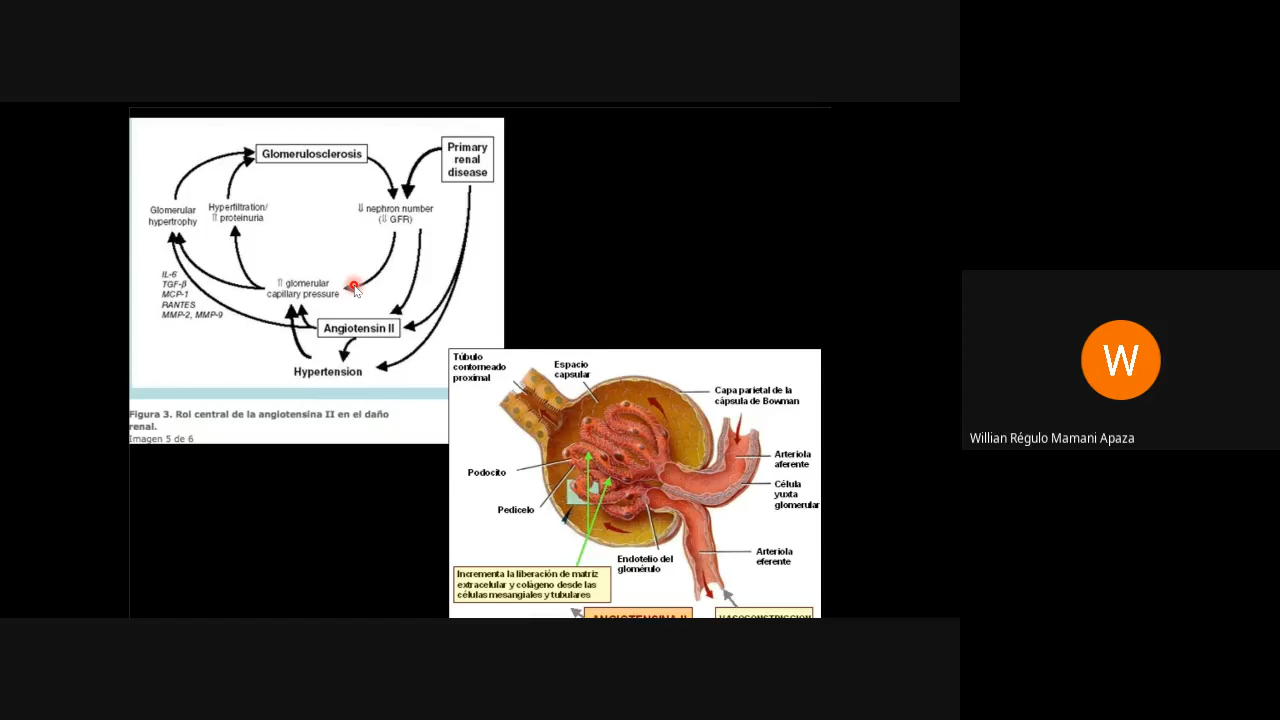 Glomerulosclerosis
Primary
renal
disease
Glomerular
hypertrophy
Hyperfiltration/
⇑ proteinuria
⇓ nephron number
(⇓ GFR)
IL-6
TGF-β
MCP-1
RANTES
MMP-2, MMP-9
⇑ glomerular
capillary pressure
Angiotensin II
Hypertension
Figura 3. Rol central de la angiotensina II en el daño
renal.
Imagen 5 de 6
Túbulo
contorneado
proximal
Espacio
capsular
Capa parietal de la
cápsula de Bowman
Arteriola
aferente
Célula
yuxta
glomerular
Podocito
Pedicelo
Endotelio del
glomérulo
Arteriola
eferente
Incrementa la liberación de matriz
extracelular y colágeno desde las
células mesangiales y tubulares
ANGIOTENSINA II
VASOCONSTRICCION
W
Willian Régulo Mamani Apaza